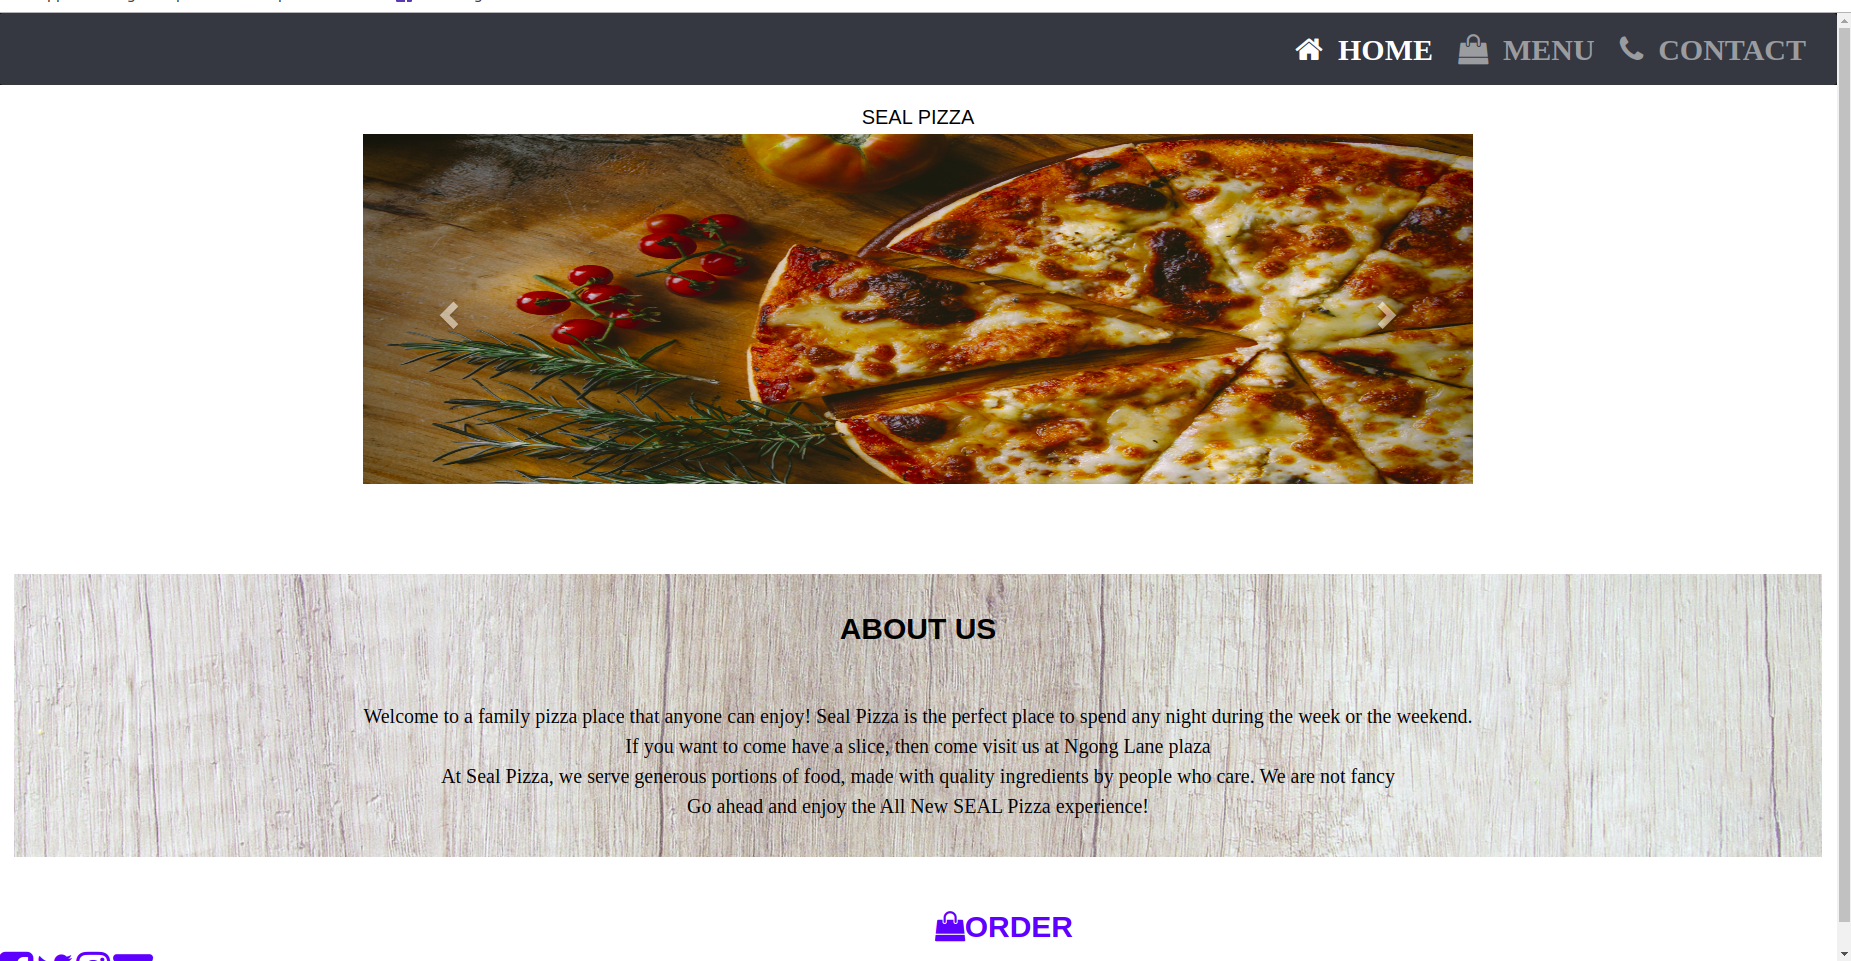 HOME MENU CONTACT
SEAL PIZZA
ABOUT US
Welcome to a family pizza place that anyone can enjoy! Seal Pizza is the perfect place to spend any night during the week or the weekend.
If you want to come have a slice, then come visit us at Ngong Lane plaza
At Seal Pizza, we serve generous portions of food, made with quality ingredients by people who care. We are not fancy
Go ahead and enjoy the All New SEAL Pizza experience!
ORDER